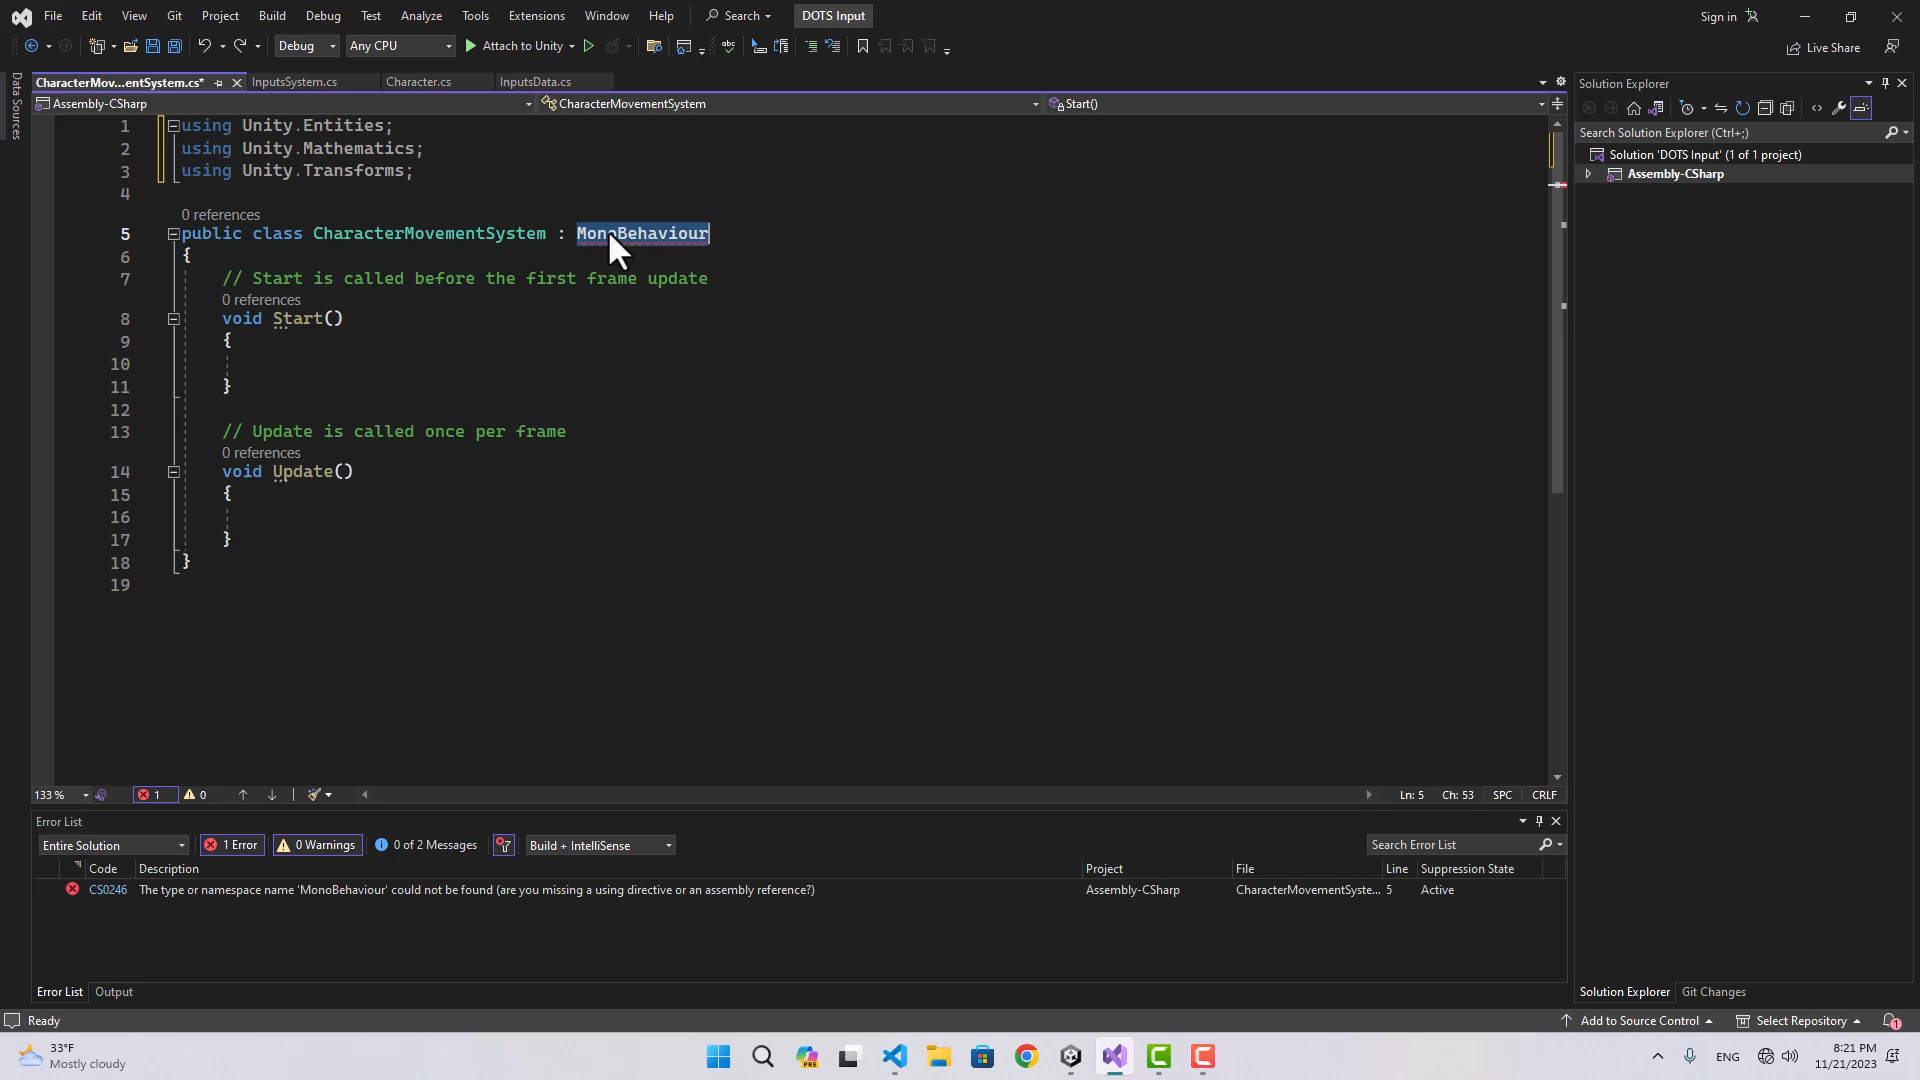 File Edit View Git Project Build Debug Test Analyze Tools Extensions Window Help Search DOTS Input Sign in
Debug Any CPU Attach to Unity Live Share
CharacterMov...entSystem.cs* InputsSystem.cs Character.cs InputsData.cs
Assembly-CSharp CharacterMovementSystem Start()
Data Sources
1 using Unity.Entities;
2 using Unity.Mathematics;
3 using Unity.Transforms;
4
0 references
5 public class CharacterMovementSystem : MonoBehaviour
6 {
7 // Start is called before the first frame update
0 references
8 void Start()
9 {
10
11 }
12
13 // Update is called once per frame
0 references
14 void Update()
15 {
16
17 }
18 }
19
133 % 1 0 Ln: 5 Ch: 53 SPC CRLF
Error List
Entire Solution 1 Error 0 Warnings 0 of 2 Messages Build + IntelliSense Search Error List
Code Description Project File Line Suppression State
CS0246 The type or namespace name 'MonoBehaviour' could not be found (are you missing a using directive or an assembly reference?) Assembly-CSharp CharacterMovementSyste... 5 Active
Error List Output
Solution Explorer
Search Solution Explorer (Ctrl+;)
Solution 'DOTS Input' (1 of 1 project)
Assembly-CSharp
Solution Explorer Git Changes
Ready Add to Source Control Select Repository 1
33°F
Mostly cloudy
PRE
ENG
8:21 PM
11/21/2023